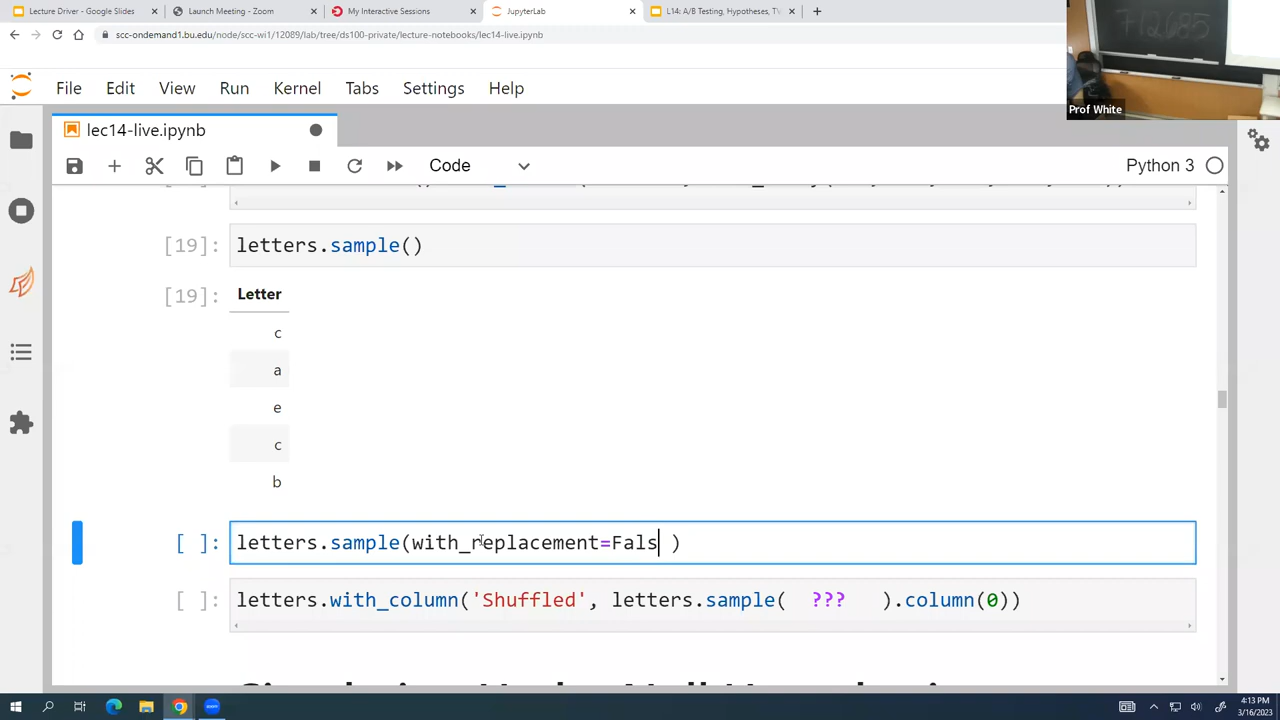 Lecture Driver - Google Slides
Launch Meeting - Zoom
My Interactive Sessions
JupyterLab
L14: A/B Testing, Hypotheses, TV
scc-ondemand1.bu.edu/node/scc-wi1/12089/lab/tree/ds100-private/lecture-notebooks/lec14-live.ipynb
712685
Prof White
File Edit View Run Kernel Tabs Settings Help
lec14-live.ipynb
Code
Python 3
[19]: letters.sample()
[19]: Letter
c
a
e
c
b
[ ]: letters.sample(with_replacement=Fals )
[ ]: letters.with_column('Shuffled', letters.sample( ??? ).column(0))
4:13 PM
3/16/2023